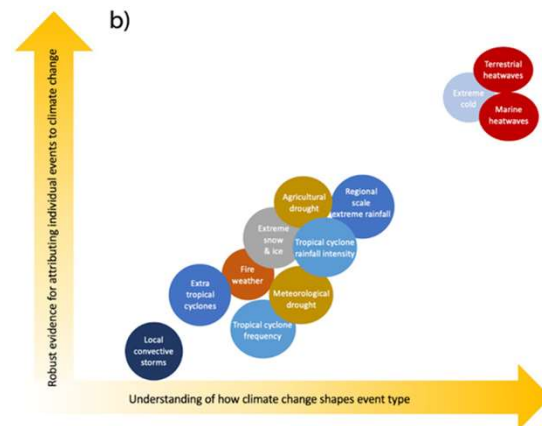 b)
Robust evidence for attributing individual events to climate change
Terrestrial
heatwaves
Extreme
cold
Marine
heatwaves
Agricultural
drought
Regional
scale
extreme rainfall
Extreme
snow
& ice
Tropical cyclone
rainfall intensity
Fire
weather
Extra
tropical
cyclones
Meteorological
drought
Tropical cyclone
frequency
Local
convective
storms
Understanding of how climate change shapes event type